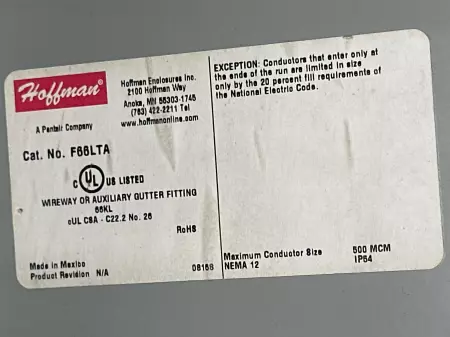 Hoffman®
A Pentair Company
Hoffman Enclosures Inc.
2100 Hoffman Way
Anoka, MN 55303-1745
(763) 422-2211 Tel
www.hoffmanonline.com
Cat. No. F66LTA
C UL US LISTED
WIREWAY OR AUXILIARY GUTTER FITTING
66KL
cUL CSA - C22.2 No. 26
RoHS
Made in Mexico
Product Revision N/A
08158
EXCEPTION: Conductors that enter only at
the ends of the run are limited in size
only by the 20 percent fill requirements of
the National Electric Code.
Maximum Conductor Size 500 MCM
NEMA 12 IP54